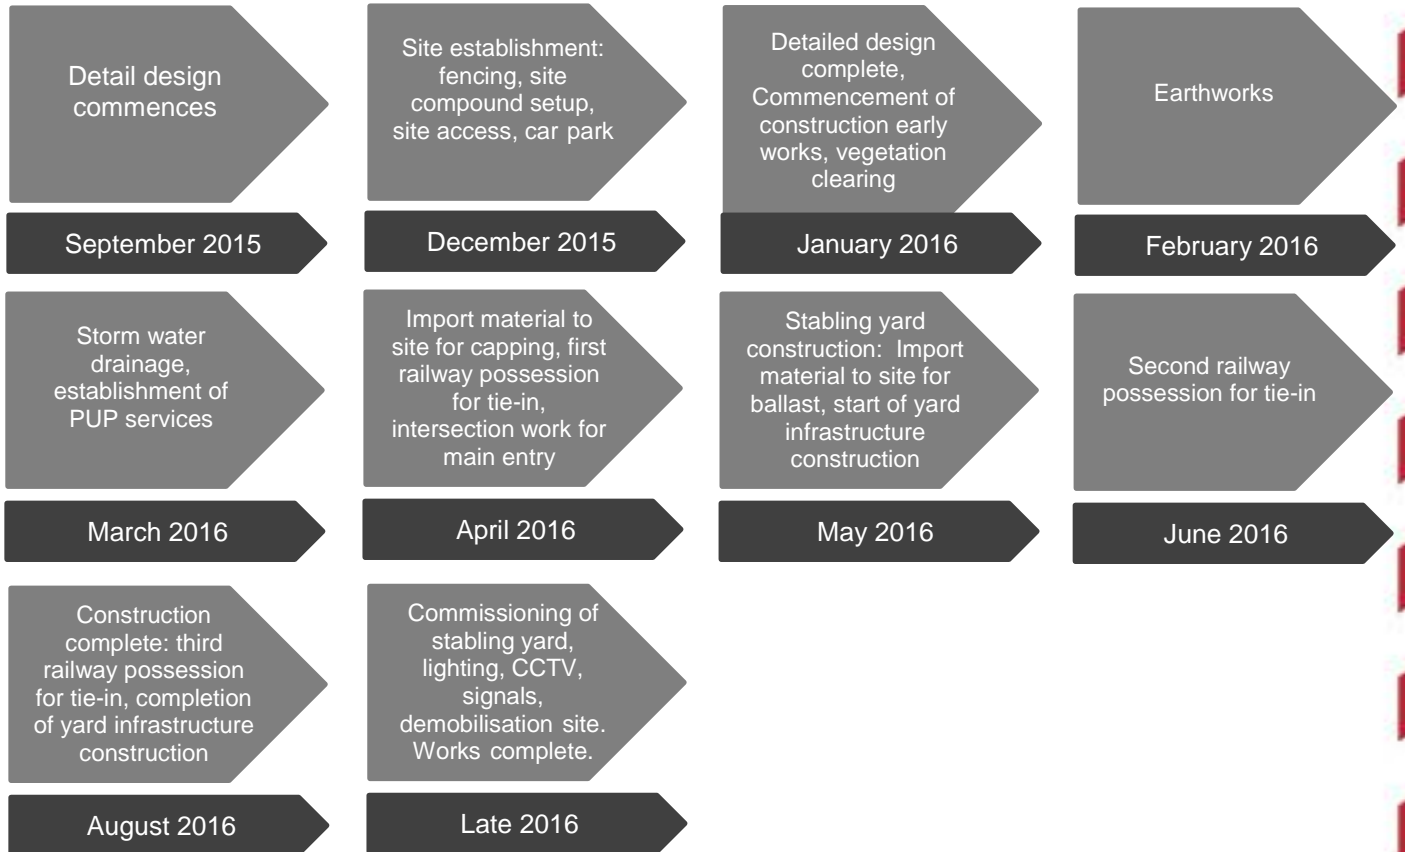 Detail design
commences
September 2015
Site establishment:
fencing, site
compound setup,
site access, car park
December 2015
Detailed design
complete,
Commencement of
construction early
works, vegetation
clearing
January 2016
Earthworks
February 2016
Storm water
drainage,
establishment of
PUP services
March 2016
Import material to
site for capping, first
railway possession
for tie-in,
intersection work for
main entry
April 2016
Stabling yard
construction: Import
material to site for
ballast, start of yard
infrastructure
construction
May 2016
Second railway
possession for tie-in
June 2016
Construction
complete: third
railway possession
for tie-in, completion
of yard infrastructure
construction
August 2016
Commissioning of
stabling yard,
lighting, CCTV,
signals,
demobilisation site.
Works complete.
Late 2016